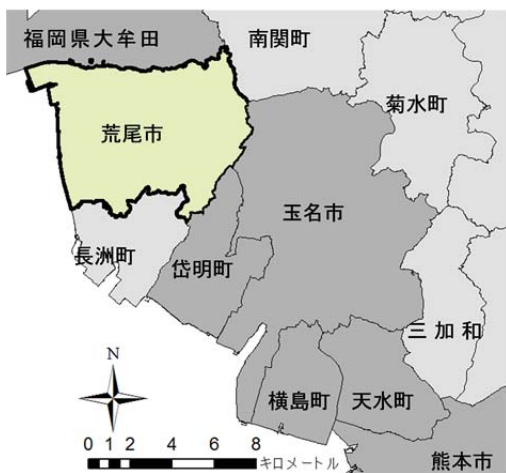 福岡県大牟田
南関町
菊水町
荒尾市
玉名市
長洲町
岱明町
三加和
N
横島町
天水町
0 1 2 4 6 8
キロメートル
熊本市